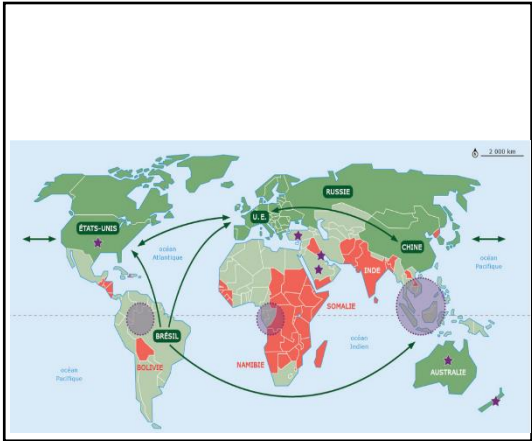 2 000 km
RUSSIE
U. E.
ÉTATS-UNIS
CHINE
océan
Atlantique
océan
Pacifique
INDE
SOMALIE
BRÉSIL
océan
Indien
BOLIVIE
NAMIBIE
AUSTRALIE
océan
Pacifique